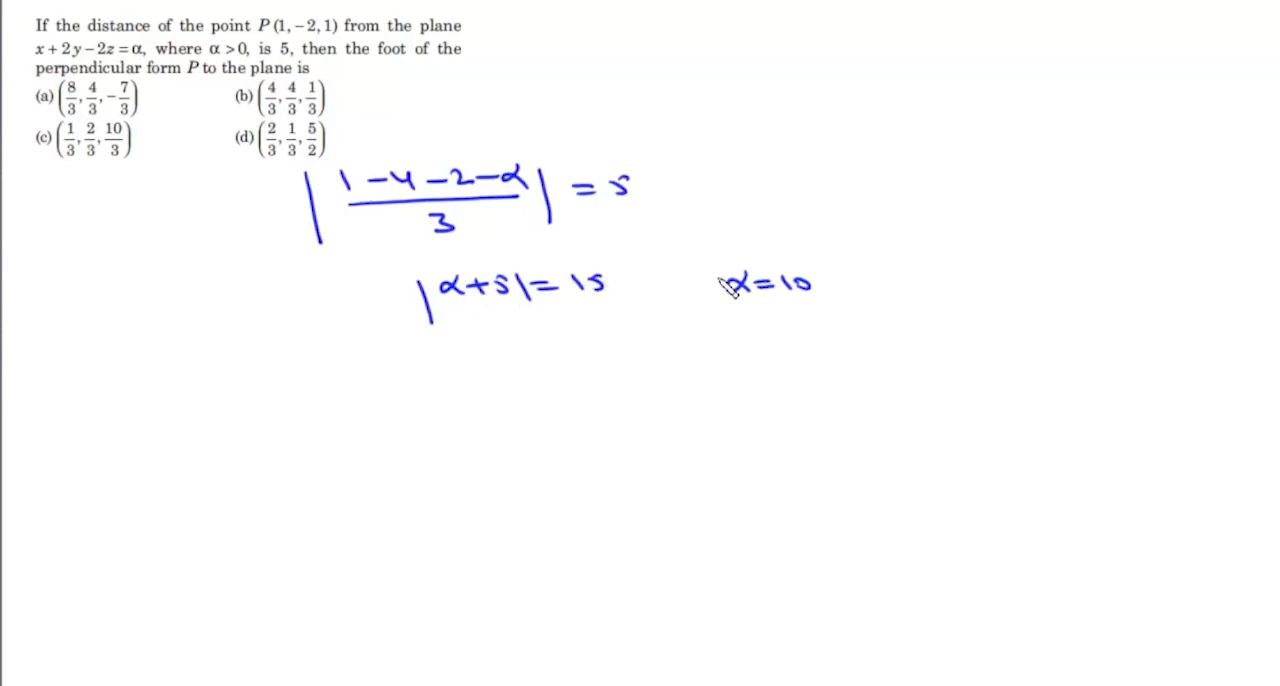 If the distance of the point P(1, −2, 1) from the plane
x + 2y − 2z = α, where α > 0, is 5, then the foot of the
perpendicular form P to the plane is
(a) (8/3, 4/3, −7/3) (b) (4/3, 4/3, 1/3)
(c) (1/3, 2/3, 10/3) (d) (2/3, 1/3, 5/2)
|(1 − 4 − 2 − α)/3| = 5
|α + 5| = 15 α = 10